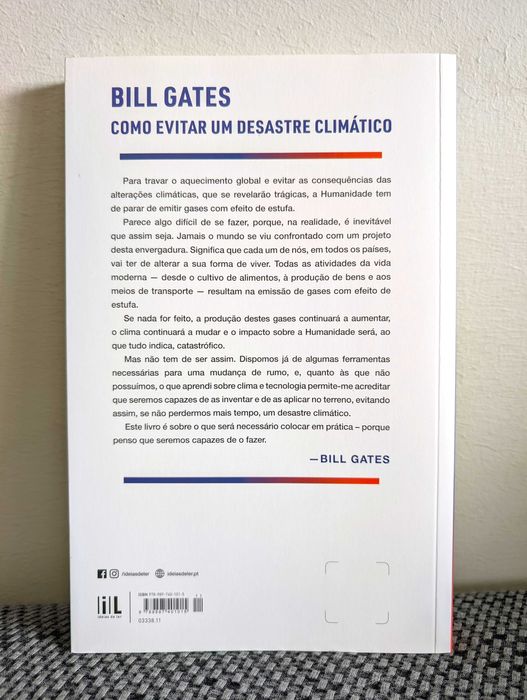 BILL GATES
COMO EVITAR UM DESASTRE CLIMÁTICO
Para travar o aquecimento global e evitar as consequências das
alterações climáticas, que se revelarão trágicas, a Humanidade tem
de parar de emitir gases com efeito de estufa.
Parece algo difícil de se fazer, porque, na realidade, é inevitável
que assim seja. Jamais o mundo se viu confrontado com um projeto
desta envergadura. Significa que cada um de nós, em todos os países,
vai ter de alterar a sua forma de viver. Todas as atividades da vida
moderna — desde o cultivo de alimentos, à produção de bens e aos
meios de transporte — resultam na emissão de gases com efeito de
estufa.
Se nada for feito, a produção destes gases continuará a aumentar,
o clima continuará a mudar e o impacto sobre a Humanidade será, ao
que tudo indica, catastrófico.
Mas não tem de ser assim. Dispomos já de algumas ferramentas
necessárias para uma mudança de rumo, e, quanto às que não
possuímos, o que aprendi sobre clima e tecnologia permite-me acreditar
que seremos capazes de as inventar e de as aplicar no terreno, evitando
assim, se não perdermos mais tempo, um desastre climático.
Este livro é sobre o que será necessário colocar em prática – porque
penso que seremos capazes de o fazer.
—BILL GATES
/ideiasdeler ideiasdeler.pt
ideias de ler
ISBN
03338.11